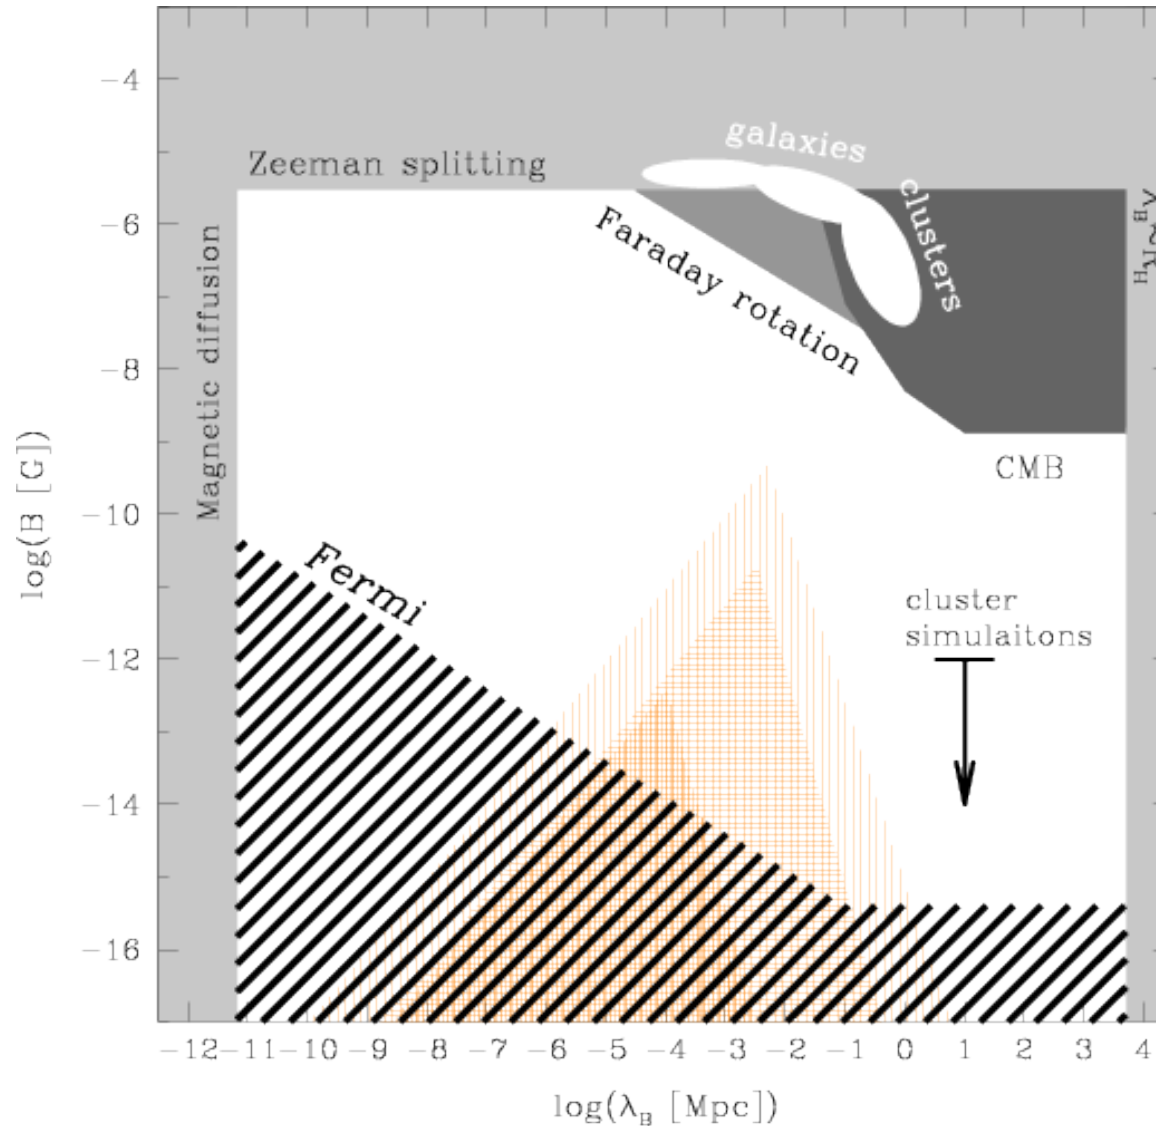 galaxies
Zeeman splitting
clusters
Faraday rotation
Magnetic diffusion
λB ~ λH
CMB
Fermi
cluster
simulaitons
log(B [G])
−4
−6
−8
−10
−12
−14
−16
−12 −11 −10 −9 −8 −7 −6 −5 −4 −3 −2 −1 0 1 2 3 4
log(λB [Mpc])